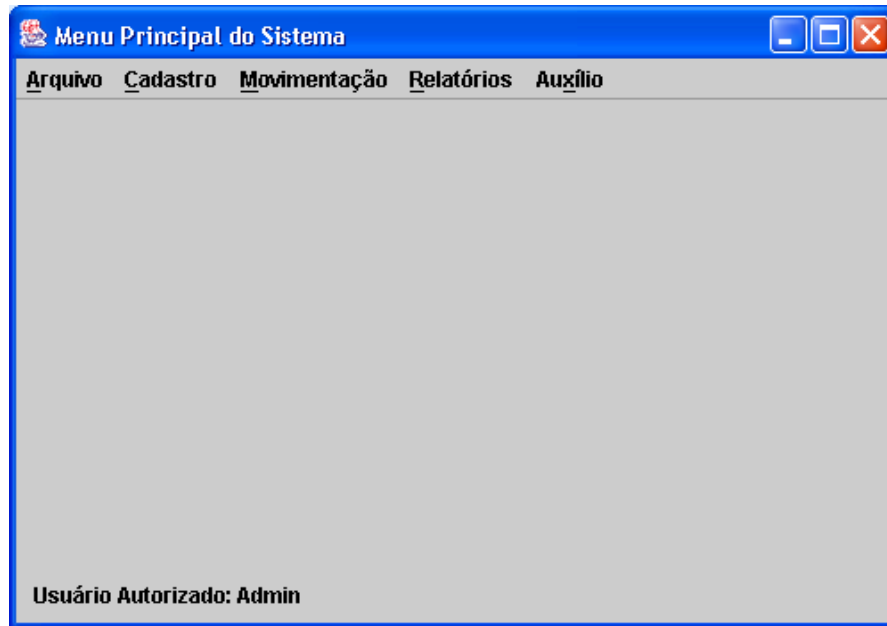 Menu Principal do Sistema
Arquivo Cadastro Movimentação Relatórios Auxílio
Usuário Autorizado: Admin